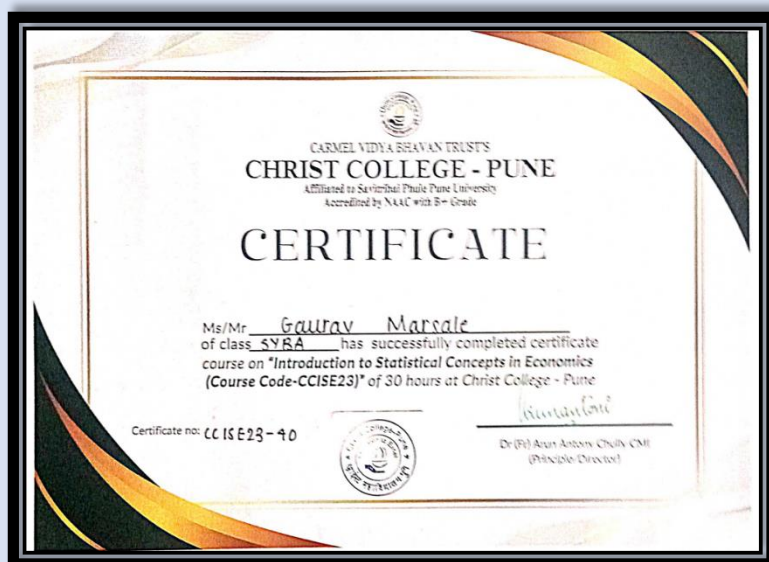 CARMEL VIDYA BHAVAN TRUST'S
CHRIST COLLEGE - PUNE
Affiliated to Savitribai Phule Pune University
Accredited by NAAC with B+ Grade
CERTIFICATE
Ms/Mr Gaurav Marsale
of class SYBA has successfully completed certificate
course on "Introduction to Statistical Concepts in Economics
(Course Code-CCISE23)" of 30 hours at Christ College - Pune
Certificate no: CCISE23-40
Dr (Fr) Arun Antony Chully CMI
(Principle/Director)